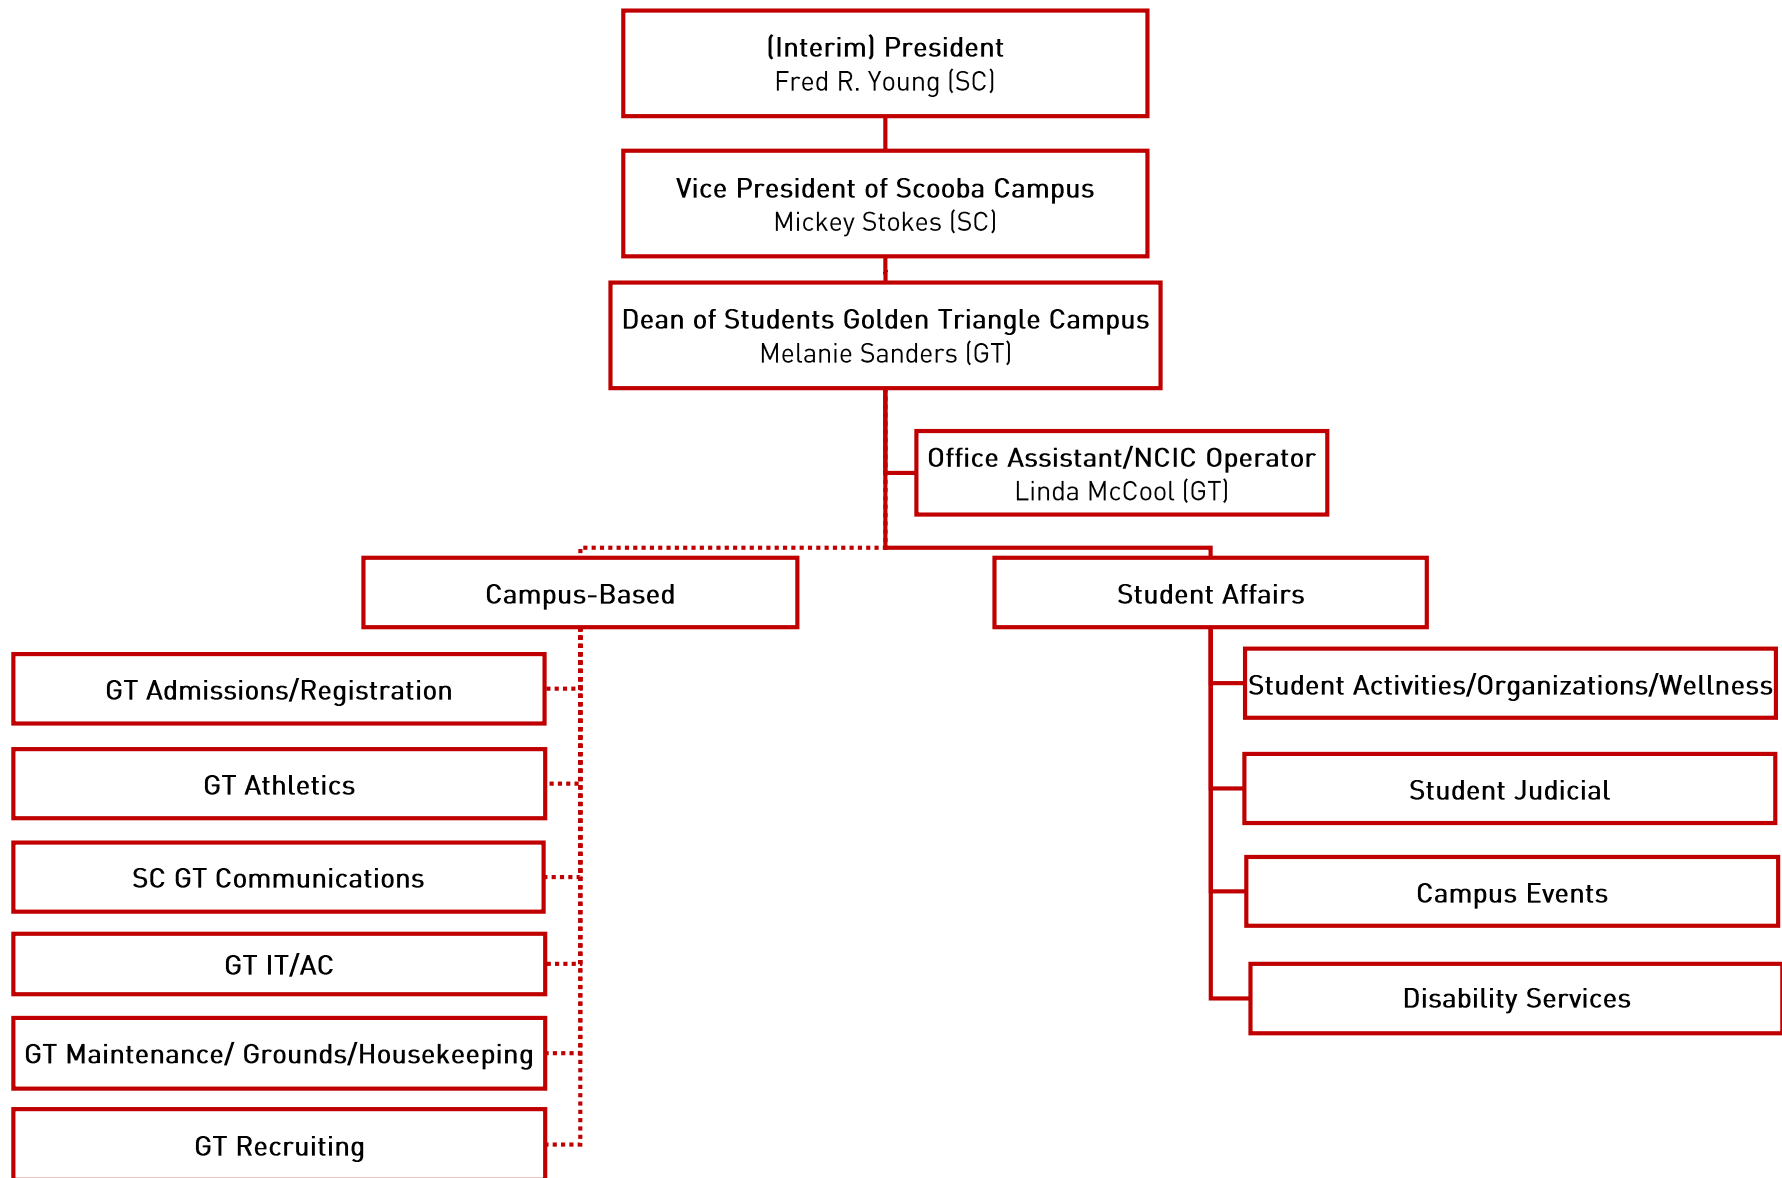 (Interim) President
Fred R. Young (SC)
Vice President of Scooba Campus
Mickey Stokes (SC)
Dean of Students Golden Triangle Campus
Melanie Sanders (GT)
Office Assistant/NCIC Operator
Linda McCool (GT)
Campus-Based
GT Admissions/Registration
GT Athletics
SC GT Communications
GT IT/AC
GT Maintenance/ Grounds/Housekeeping
GT Recruiting
Student Affairs
Student Activities/Organizations/Wellness
Student Judicial
Campus Events
Disability Services